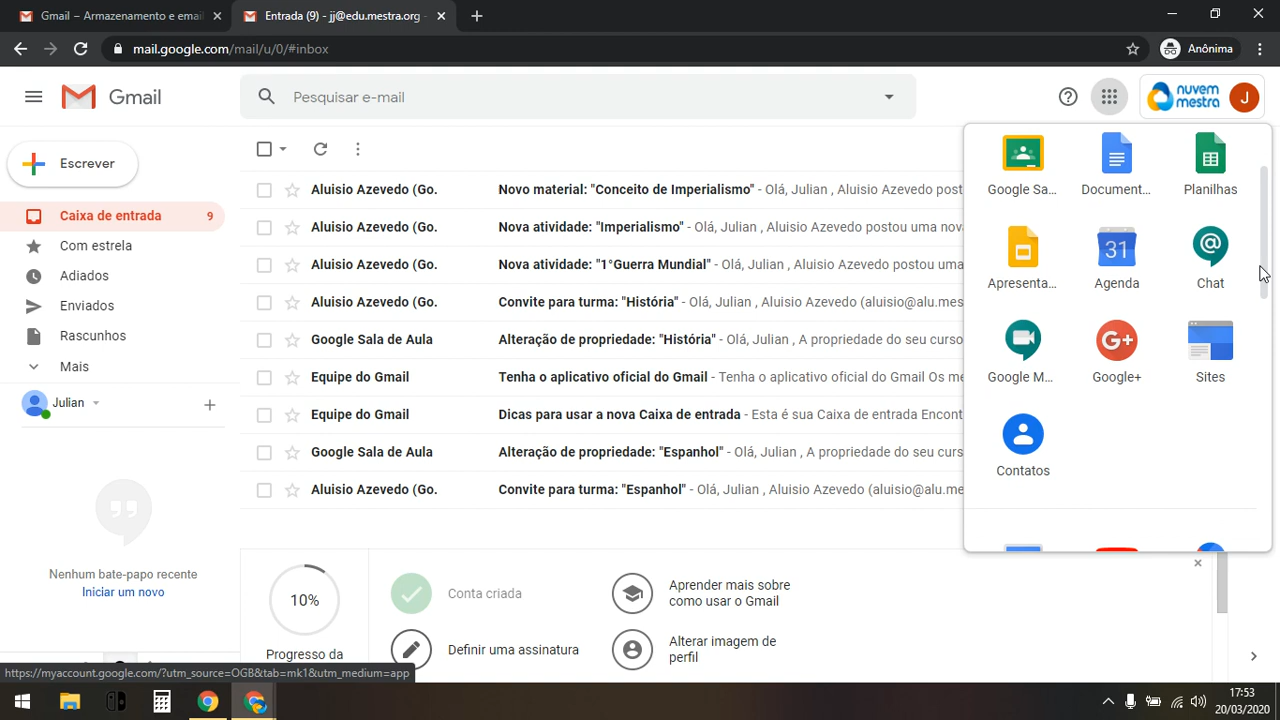 Gmail – Armazenamento e email
Entrada (9) - jj@edu.mestra.org -
mail.google.com/mail/u/0/#inbox
Anônima
Gmail
Pesquisar e-mail
nuvem
mestra
J
Escrever
Caixa de entrada 9
Com estrela
Adiados
Enviados
Rascunhos
Mais
Julian
Nenhum bate-papo recente
Iniciar um novo
Aluisio Azevedo (Go. Novo material: "Conceito de Imperialismo" - Olá, Julian , Aluisio Azevedo post
Aluisio Azevedo (Go. Nova atividade: "Imperialismo" - Olá, Julian , Aluisio Azevedo postou uma nov
Aluisio Azevedo (Go. Nova atividade: "1°Guerra Mundial" - Olá, Julian , Aluisio Azevedo postou uma
Aluisio Azevedo (Go. Convite para turma: "História" - Olá, Julian , Aluisio Azevedo (aluisio@alu.mes
Google Sala de Aula Alteração de propriedade: "História" - Olá, Julian , A propriedade do seu curso
Equipe do Gmail Tenha o aplicativo oficial do Gmail - Tenha o aplicativo oficial do Gmail Os me
Equipe do Gmail Dicas para usar a nova Caixa de entrada - Esta é sua Caixa de entrada Encont
Google Sala de Aula Alteração de propriedade: "Espanhol" - Olá, Julian , A propriedade do seu curs
Aluisio Azevedo (Go. Convite para turma: "Espanhol" - Olá, Julian , Aluisio Azevedo (aluisio@alu.me
Google Sa... Document... Planilhas
31
Apresenta... Agenda Chat
G+
Google M... Google+ Sites
Contatos
10%
Progresso da
Conta criada
Definir uma assinatura
Aprender mais sobre
como usar o Gmail
Alterar imagem de
perfil
https://myaccount.google.com/?utm_source=OGB&tab=mk1&utm_medium=app
17:53
20/03/2020